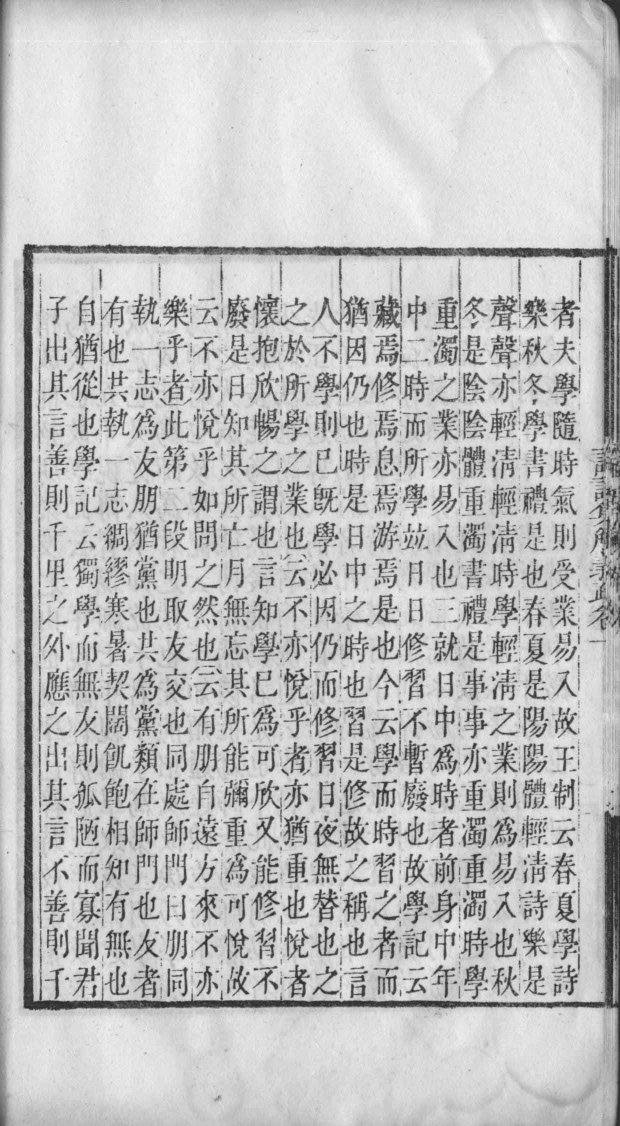 者夫學隨時氣則受業易入故王制云春夏學詩
樂秋冬學書禮是也春夏是陽陽體輕淸詩樂是
聲聲亦輕淸輕淸時學輕淸之業則爲易入也秋
冬是陰陰體重濁書禮是事事亦重濁重濁時學
重濁之業亦易入也三就日中爲時者前身中年
中二時而所學竝日日修習不暫廢也故學記云
藏焉修焉息焉游焉是也今云學而時習之者而
猶因仍也時是日中之時也習是修故之稱也言
人不學則已旣學必因仍而修習日夜無替也之
之於所學之業也云不亦悅乎者亦猶重也悅者
懷抱欣暢之謂也言知學已爲可欣又能修習不
廢是日知其所亡月無忘其所能彌重爲可悅故
云不亦悅乎如問之然也云有朋自遠方來不亦
樂乎者此第二段明取友交也同處師門曰朋同
執一志爲友朋猶黨也共爲黨類在師門也友者
有也共執一志綢繆寒暑契闊飢飽相知有無也
自猶從也學記云獨學而無友則孤陋而寡聞君
子出其言善則千里之外應之出其言不善則千